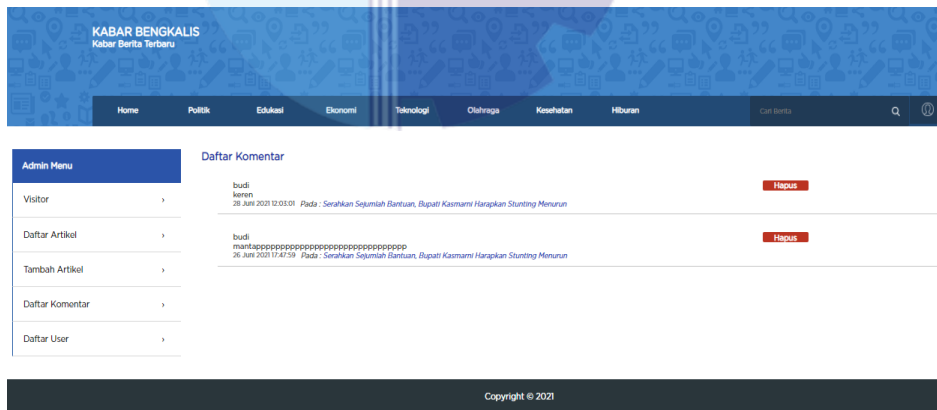 KABAR BENGKALIS
Kabar Berita Terbaru
Home Politik Edukasi Ekonomi Teknologi Olahraga Kesehatan Hiburan Cari Berita
Admin Menu
Visitor
Daftar Artikel
Tambah Artikel
Daftar Komentar
Daftar User
Daftar Komentar
budi Hapus
keren
28 Juni 2021 12:03:01 Pada : Serahkan Sejumlah Bantuan, Bupati Kasmarni Harapkan Stunting Menurun
budi Hapus
mantapppppppppppppppppppppppppppppppp
26 Juni 2021 17:47:59 Pada : Serahkan Sejumlah Bantuan, Bupati Kasmarni Harapkan Stunting Menurun
Copyright © 2021